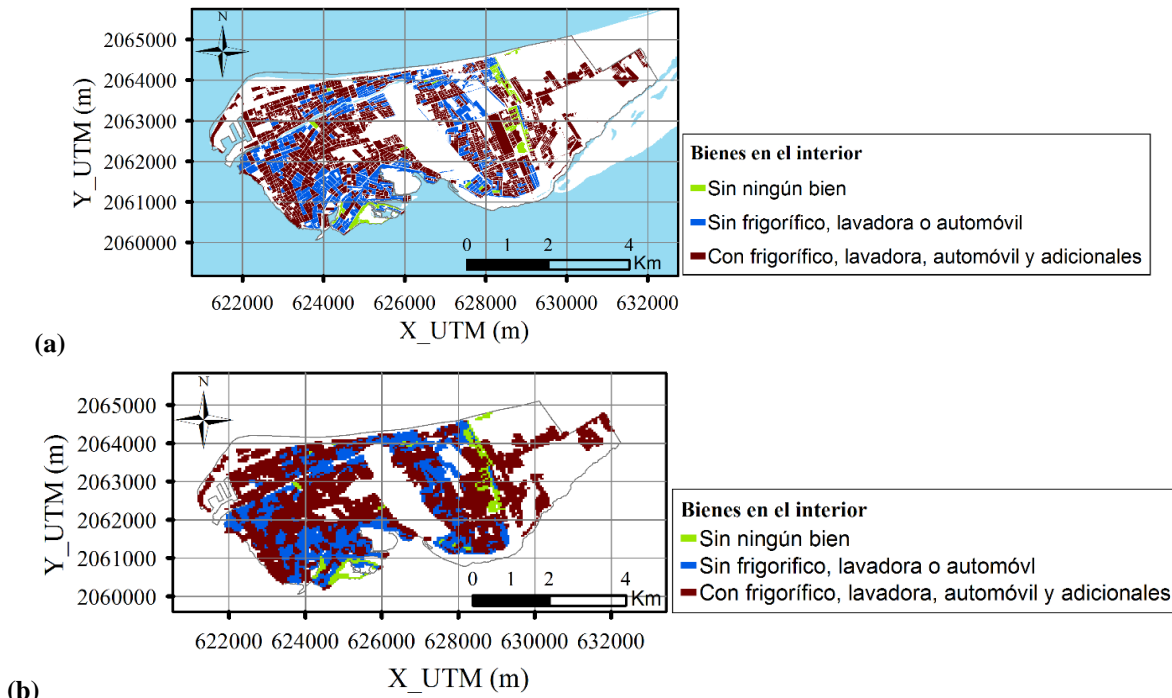 N
2065000
2064000
2063000
2062000
2061000
2060000
Y_UTM (m)
0 1 2 4
Km
622000 624000 626000 628000 630000 632000
X_UTM (m)
Bienes en el interior
Sin ningún bien
Sin frigorífico, lavadora o automóvil
Con frigorífico, lavadora, automóvil y adicionales
(a)
N
2065000
2064000
2063000
2062000
2061000
2060000
Y_UTM (m)
0 1 2 4
Km
622000 624000 626000 628000 630000 632000
X_UTM (m)
Bienes en el interior
Sin ningún bien
Sin frigorifico, lavadora o automóvl
Con frigorífico, lavadora, automóvil y adicionales
(b)